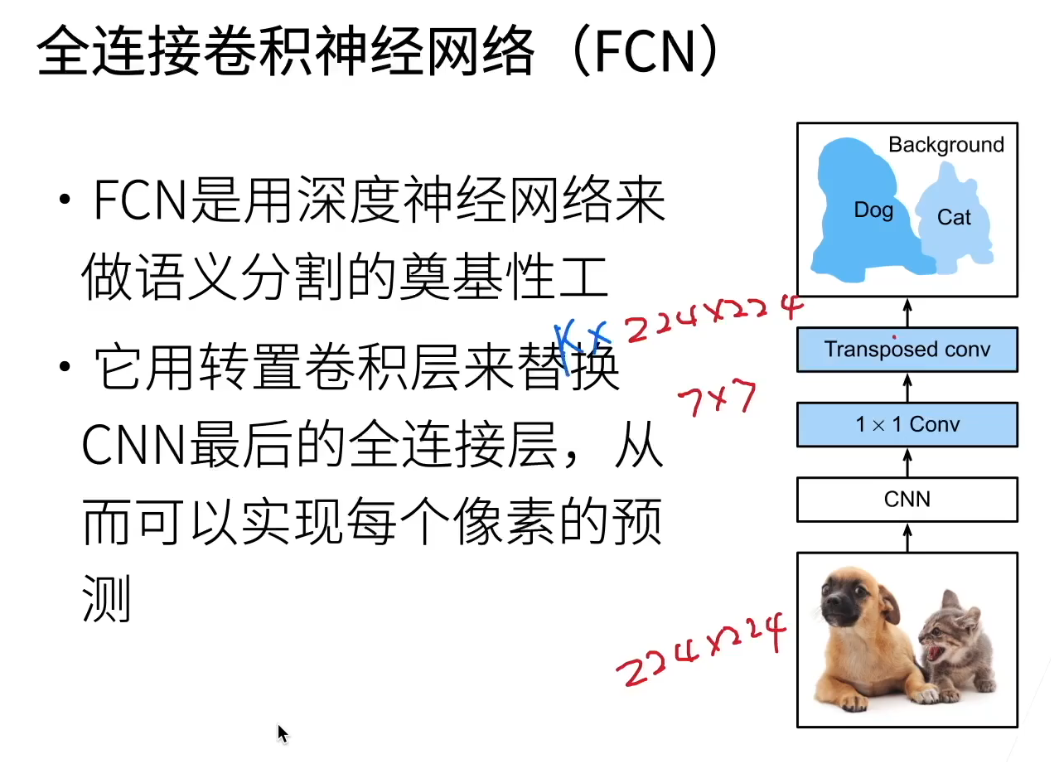 全连接卷积神经网络（FCN）
• FCN是用深度神经网络来
做语义分割的奠基性工
• 它用转置卷积层来替换
CNN最后的全连接层，从
而可以实现每个像素的预
测
Background
Dog
Cat
K× 224×224
Transposed conv
7×7
1 × 1 Conv
CNN
224×224